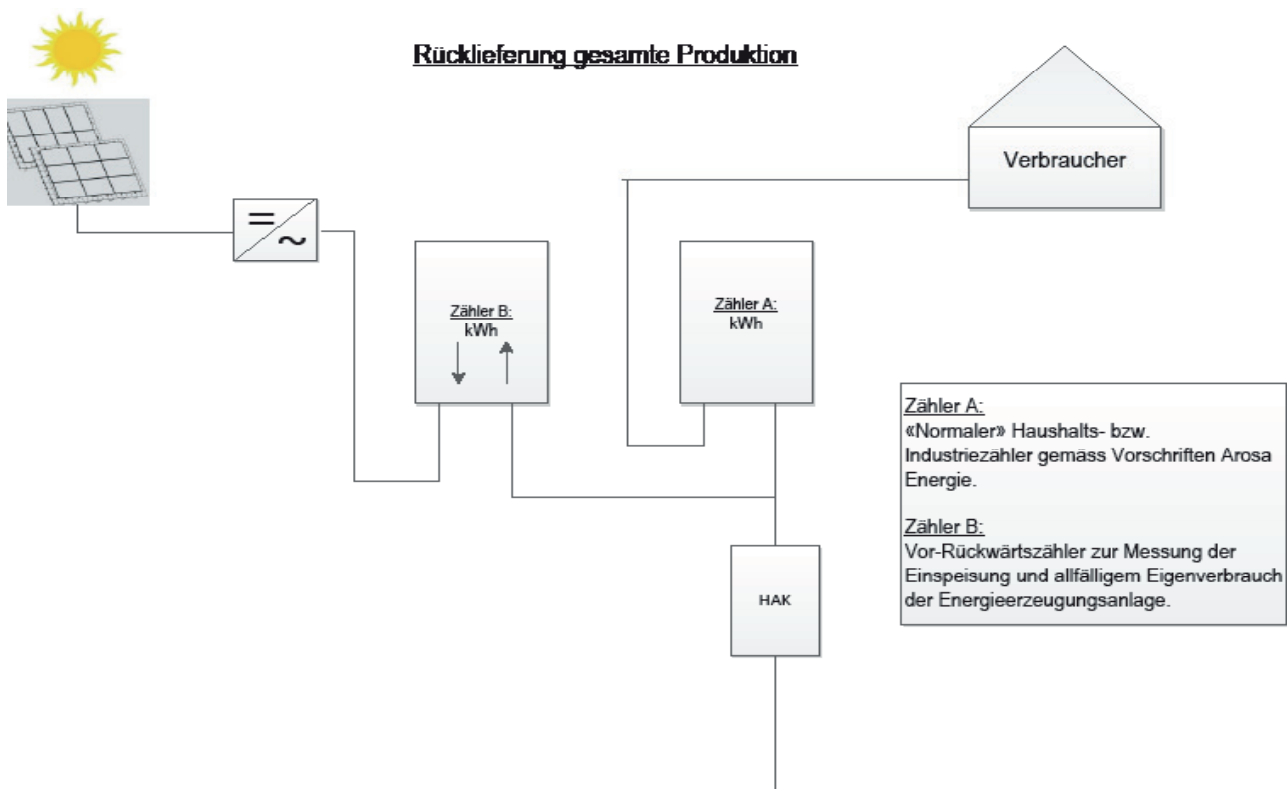 Rücklieferung gesamte Produktion
Verbraucher
=
~
Zähler B:
kWh
Zähler A:
kWh
Zähler A:
«Normaler» Haushalts- bzw.
Industriezähler gemäss Vorschriften Arosa
Energie.
Zähler B:
Vor-Rückwärtszähler zur Messung der
Einspeisung und allfälligem Eigenverbrauch
der Energieerzeugungsanlage.
HAK